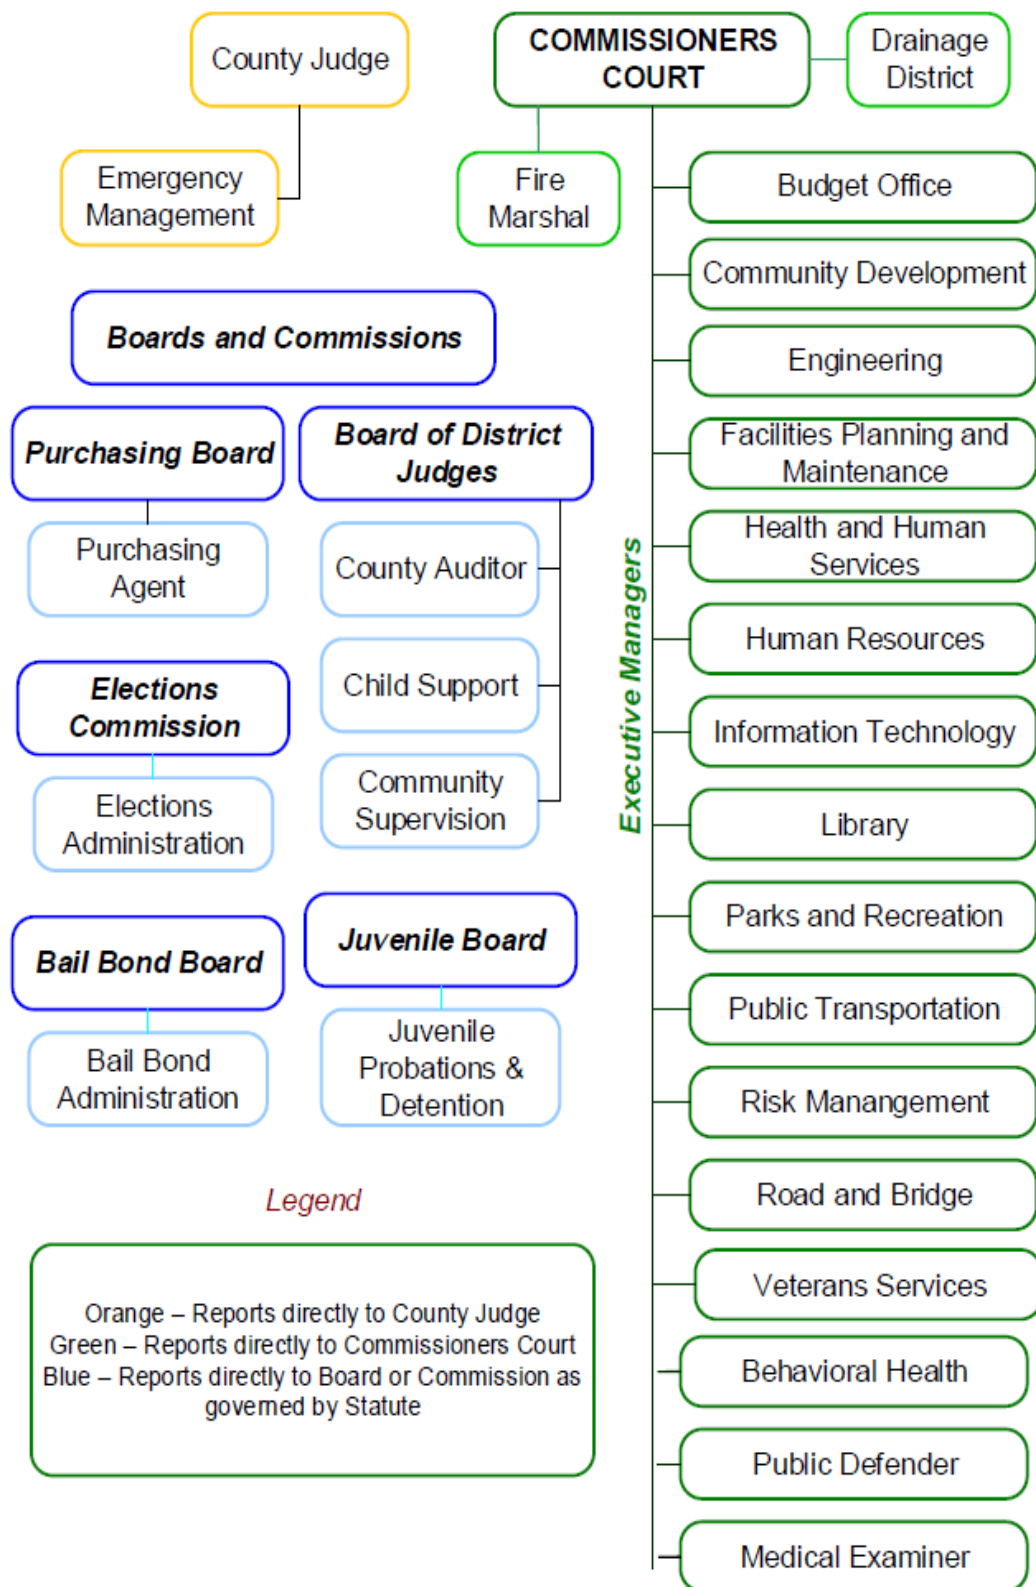 County Judge
COMMISSIONERS
COURT
Drainage
District
Emergency
Management
Fire
Marshal
Boards and Commissions
Purchasing Board
Purchasing
Agent
Board of District
Judges
County Auditor
Child Support
Community
Supervision
Elections
Commission
Elections
Administration
Bail Bond Board
Bail Bond
Administration
Juvenile Board
Juvenile
Probations &
Detention
Executive Managers
Budget Office
Community Development
Engineering
Facilities Planning and
Maintenance
Health and Human
Services
Human Resources
Information Technology
Library
Parks and Recreation
Public Transportation
Risk Manangement
Road and Bridge
Veterans Services
Behavioral Health
Public Defender
Medical Examiner
Legend
Orange – Reports directly to County Judge
Green – Reports directly to Commissioners Court
Blue – Reports directly to Board or Commission as
governed by Statute